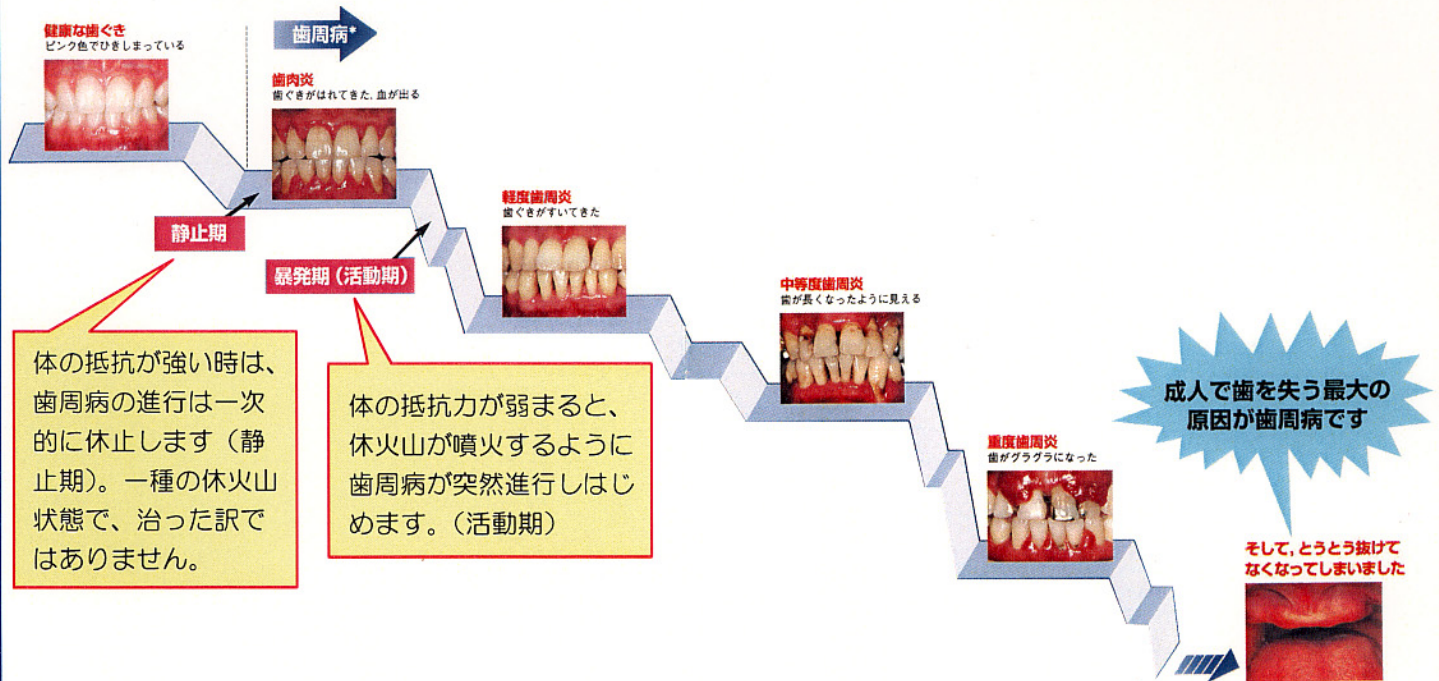 健康な歯ぐき
ピンク色でひきしまっている
歯周病*
歯肉炎
歯ぐきがはれてきた，血が出る
静止期
暴発期（活動期）
軽度歯周炎
歯ぐきがすいてきた
中等度歯周炎
歯が長くなったように見える
重度歯周炎
歯がグラグラになった
体の抵抗が強い時は、
歯周病の進行は一次
的に休止します（静
止期）。一種の休火山
状態で、治った訳で
はありません。
体の抵抗力が弱まると、
休火山が噴火するように
歯周病が突然進行しはじ
めます。（活動期）
成人で歯を失う最大の
原因が歯周病です
そして，とうとう抜けて
なくなってしまいました